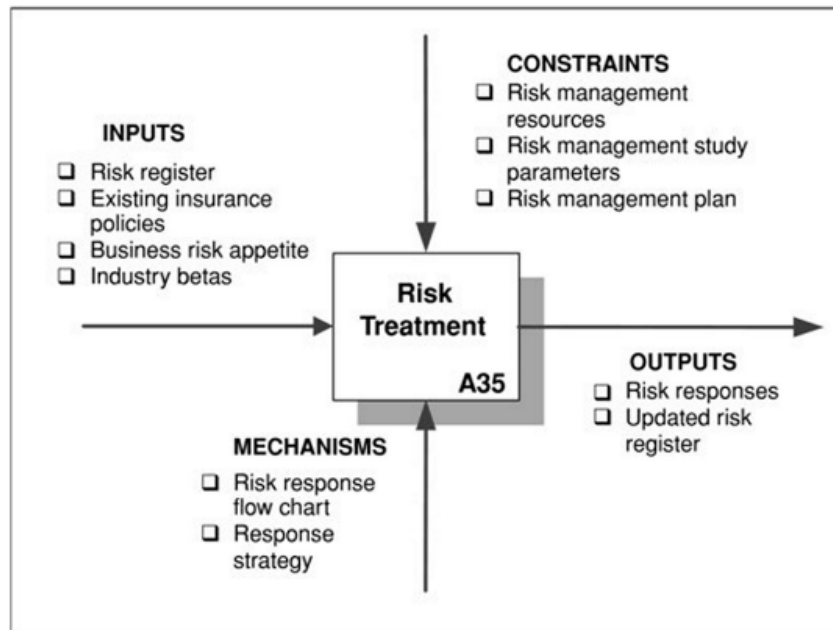 CONSTRAINTS
❑ Risk management
resources
❑ Risk management study
parameters
❑ Risk management plan
INPUTS
❑ Risk register
❑ Existing insurance
policies
❑ Business risk appetite
❑ Industry betas
Risk
Treatment
A35
OUTPUTS
❑ Risk responses
❑ Updated risk
register
MECHANISMS
❑ Risk response
flow chart
❑ Response
strategy